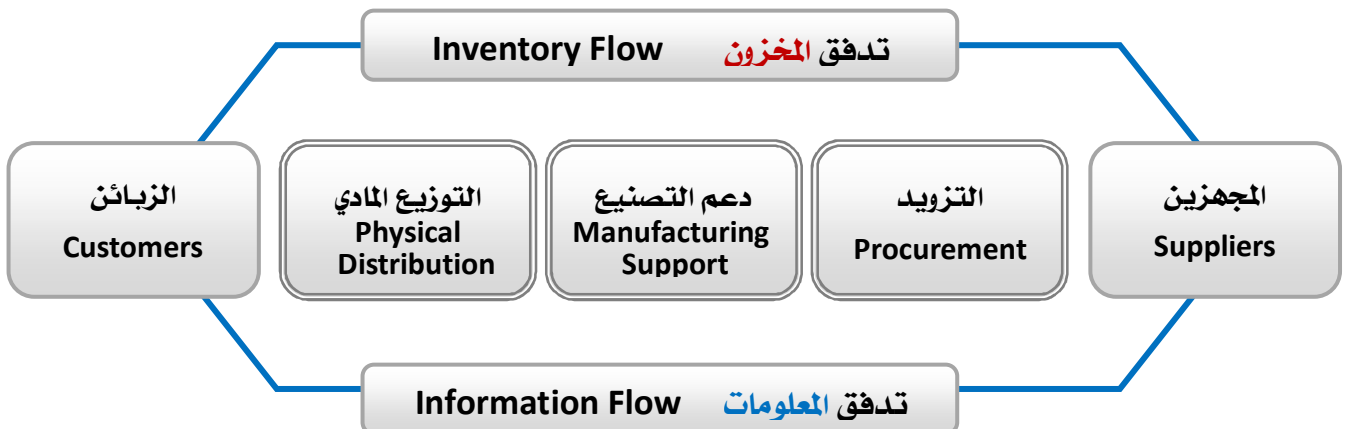 تدفق المخزون Inventory Flow
المجهزين
Suppliers
التزويد
Procurement
دعم التصنيع
Manufacturing
Support
التوزيع المادي
Physical
Distribution
الزبائن
Customers
تدفق المعلومات Information Flow